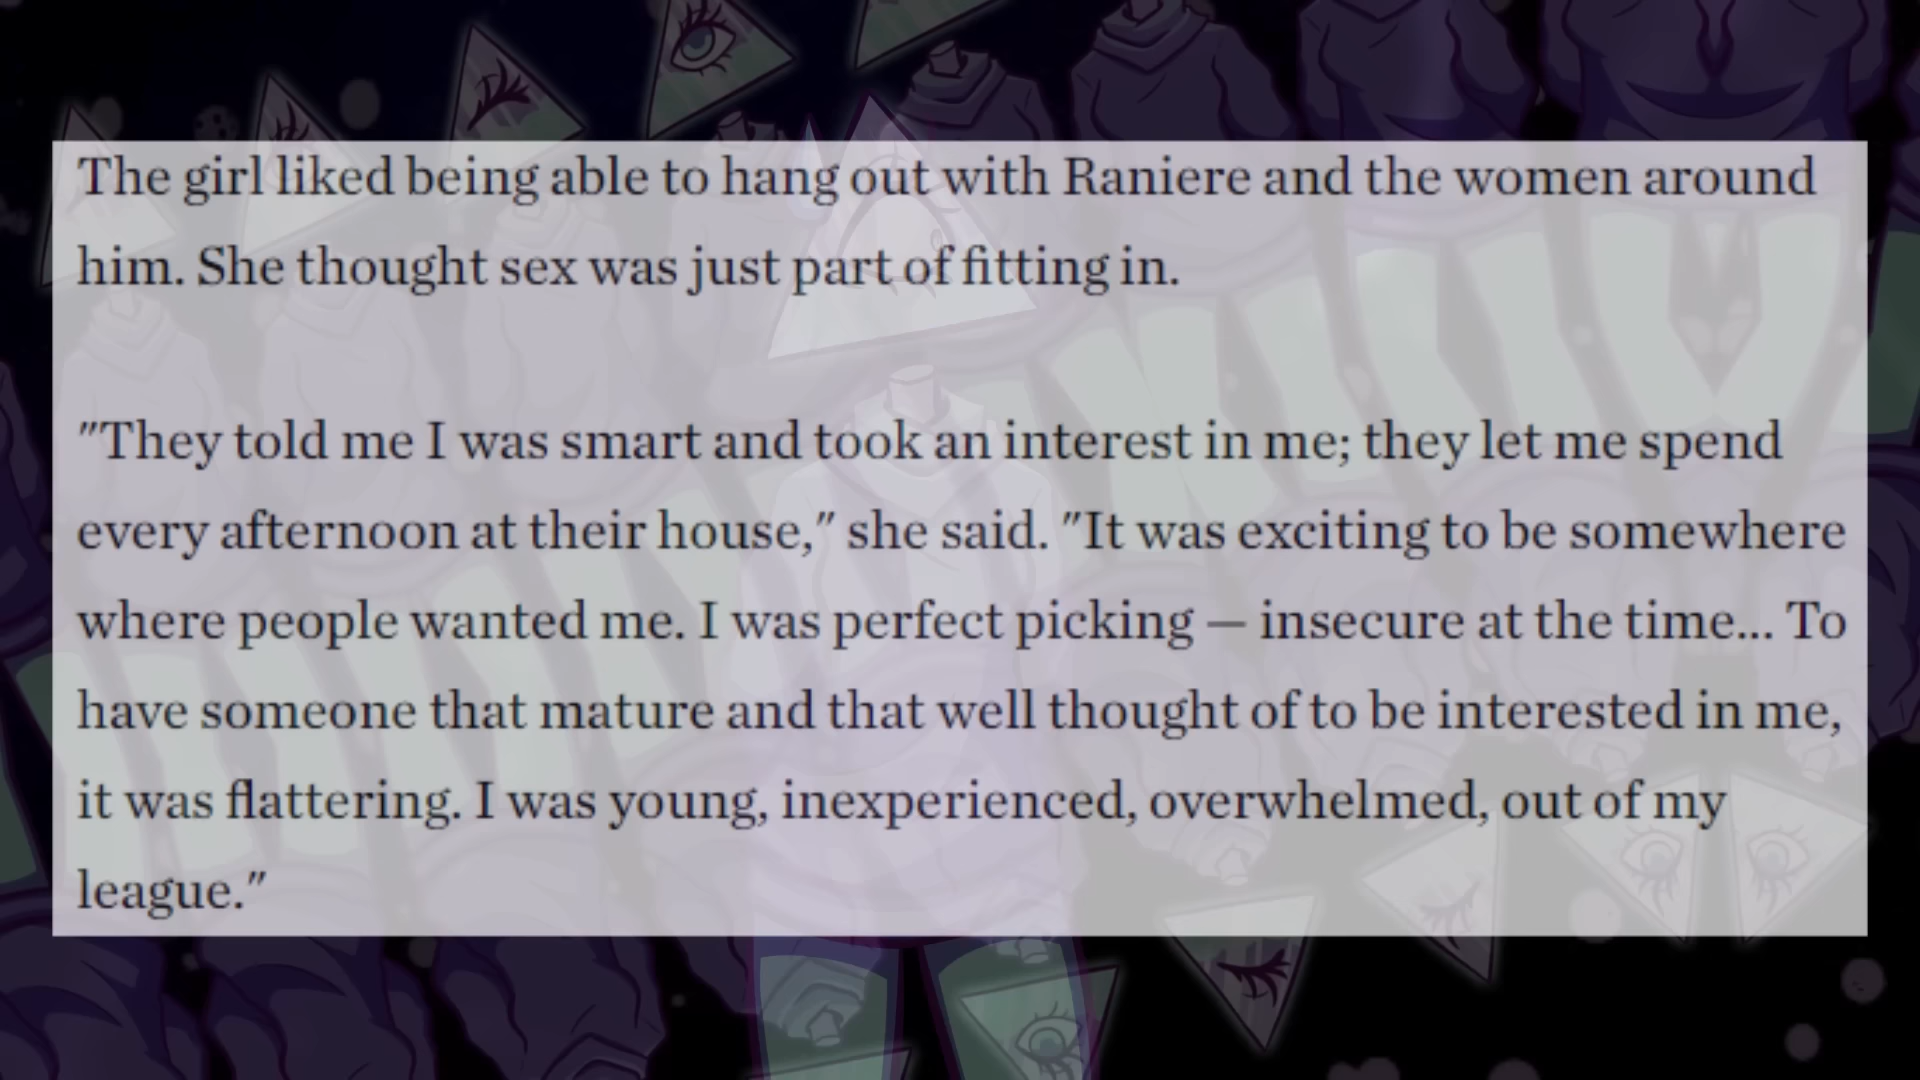 The girl liked being able to hang out with Raniere and the women around
him. She thought sex was just part of fitting in.
"They told me I was smart and took an interest in me; they let me spend
every afternoon at their house," she said. "It was exciting to be somewhere
where people wanted me. I was perfect picking — insecure at the time... To
have someone that mature and that well thought of to be interested in me,
it was flattering. I was young, inexperienced, overwhelmed, out of my
league."